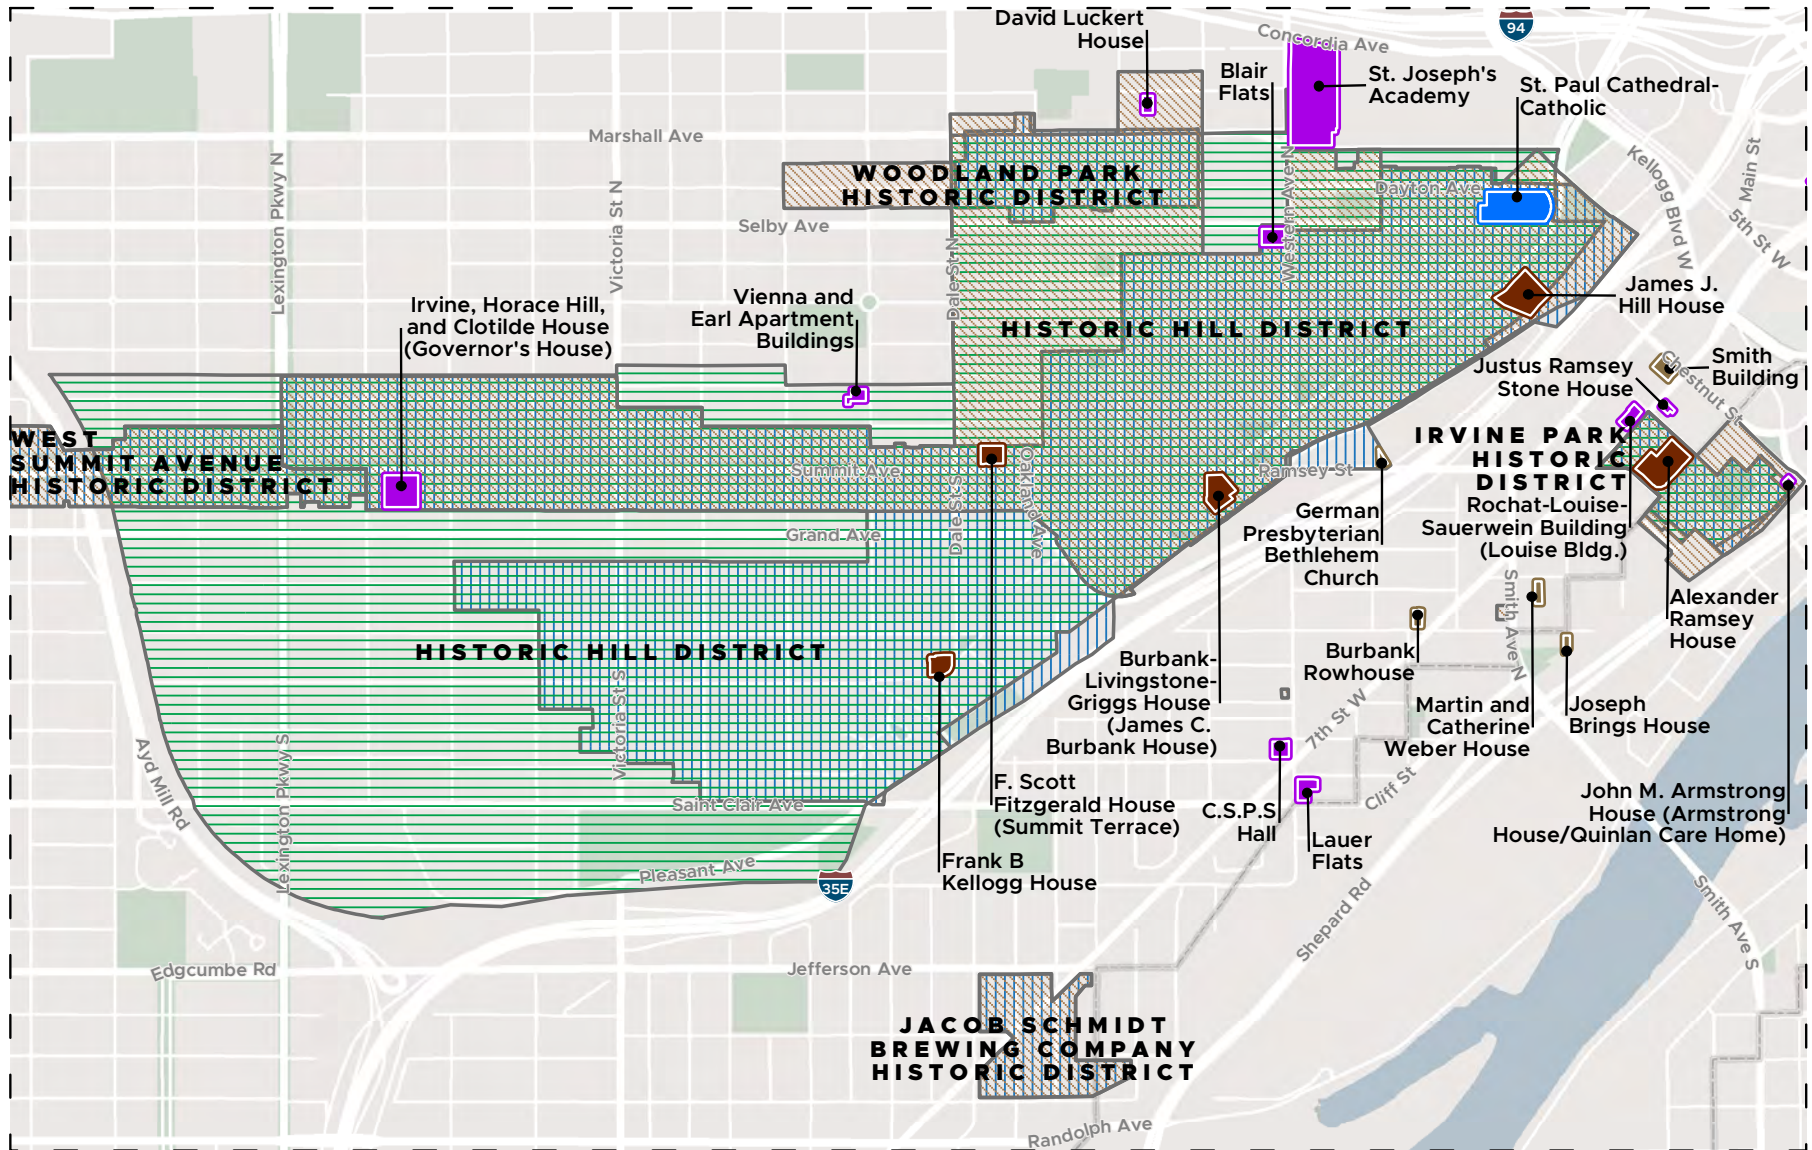 David Luckert
House
Concordia Ave
94
Blair
Flats
St. Joseph's
Academy
St. Paul Cathedral-
Catholic
Marshall Ave
Lexington Pkwy N
Victoria St N
WOODLAND PARK
HISTORIC DISTRICT
Selby Ave
Dale St N
Western Ave N
Dayton Ave
Kellogg Blvd W
Main St
5th St W
Irvine, Horace Hill,
and Clotilde House
(Governor's House)
Vienna and
Earl Apartment
Buildings
HISTORIC HILL DISTRICT
James J.
Hill House
Justus Ramsey
Stone House
Smith
Building
Chestnut St
WEST
SUMMIT AVENUE
HISTORIC DISTRICT
Summit Ave
Oakland Ave
Ramsey St
IRVINE PARK
HISTORIC
DISTRICT
Rochat-Louise-
Sauerwein Building
(Louise Bldg.)
German
Presbyterian
Bethlehem
Church
Grand Ave
Dale St S
Smith Ave N
Alexander
Ramsey
House
HISTORIC HILL DISTRICT
Victoria St S
Burbank-
Livingstone-
Griggs House
(James C.
Burbank House)
Burbank
Rowhouse
Martin and
Catherine
Weber House
Joseph
Brings House
7th St W
Cliff St
Ayd Mill Rd
Lexington Pkwy S
Saint Clair Ave
F. Scott
Fitzgerald House
(Summit Terrace)
C.S.P.S
Hall
Lauer
Flats
John M. Armstrong
House (Armstrong
House/Quinlan Care Home)
Pleasant Ave
35E
Frank B
Kellogg House
Shepard Rd
Smith Ave S
Edgcumbe Rd
Jefferson Ave
JACOB SCHMIDT
BREWING COMPANY
HISTORIC DISTRICT
Randolph Ave